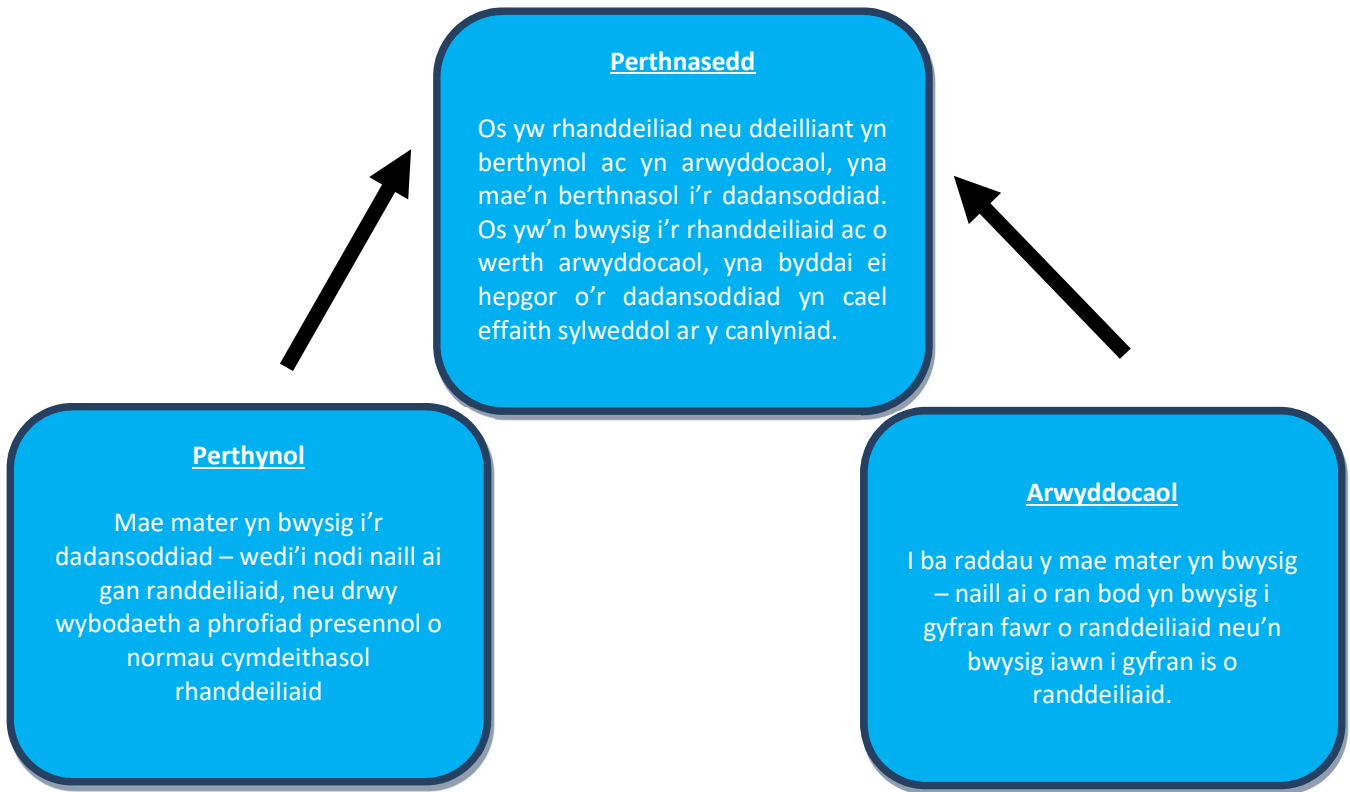 Perthnasedd
Os yw rhanddeiliad neu ddeilliant yn
berthynol ac yn arwyddocaol, yna
mae'n berthnasol i'r dadansoddiad.
Os yw'n bwysig i'r rhanddeiliaid ac o
werth arwyddocaol, yna byddai ei
hepgor o'r dadansoddiad yn cael
effaith sylweddol ar y canlyniad.
Perthynol
Mae mater yn bwysig i'r
dadansoddiad – wedi'i nodi naill ai
gan randdeiliaid, neu drwy
wybodaeth a phrofiad presennol o
normau cymdeithasol
rhanddeiliaid
Arwyddocaol
I ba raddau y mae mater yn bwysig
– naill ai o ran bod yn bwysig i
gyfran fawr o randdeiliaid neu'n
bwysig iawn i gyfran is o
randdeiliaid.